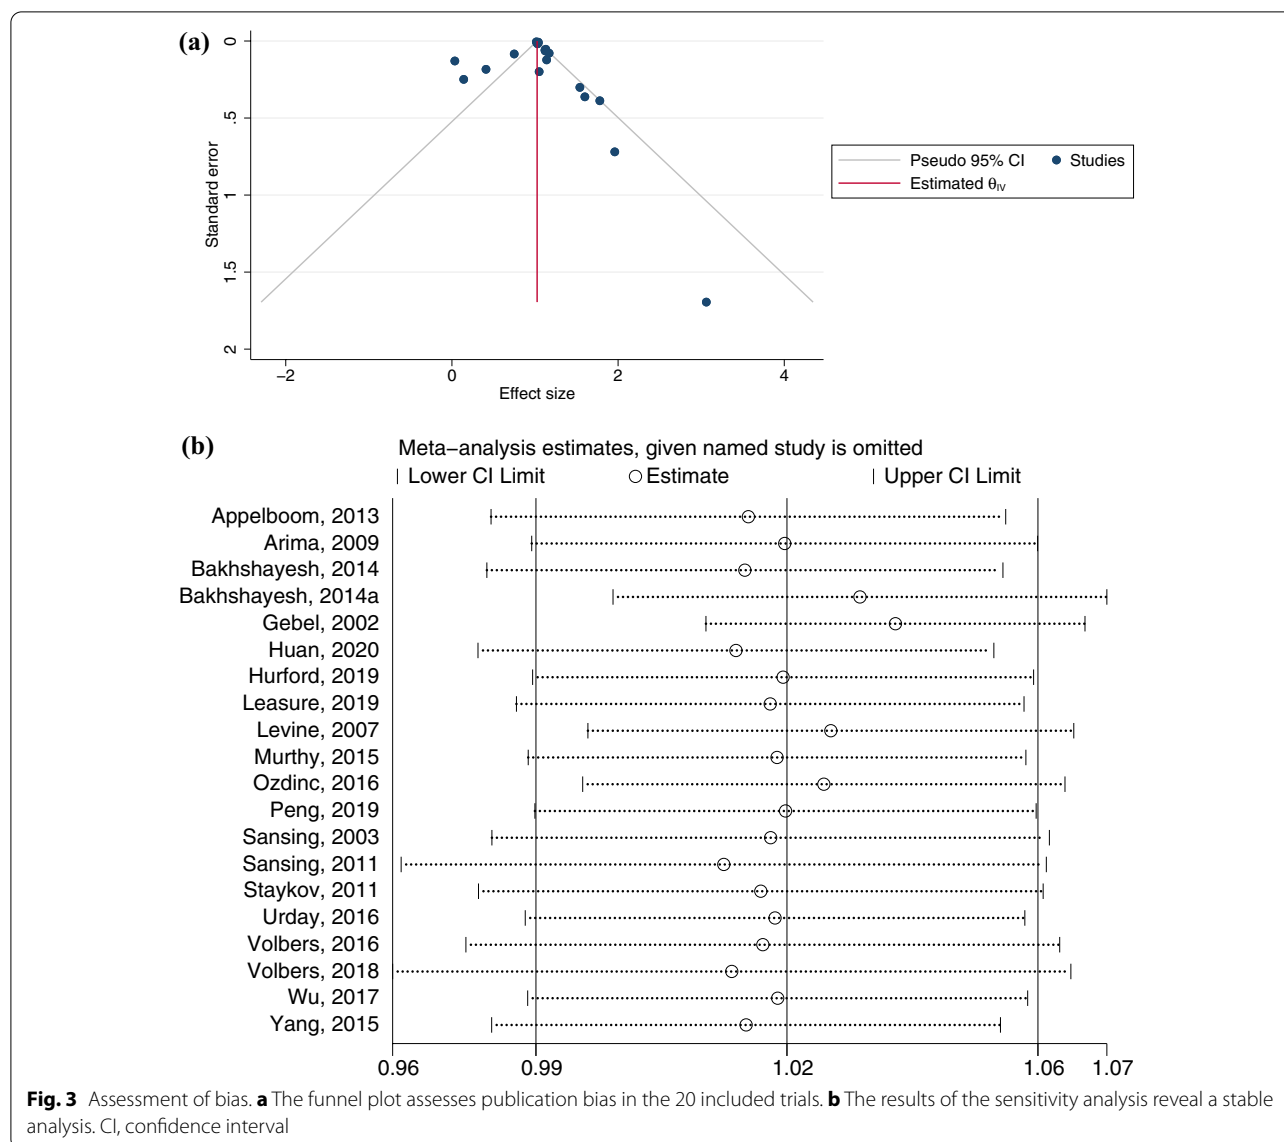 (a)
0
.5
1
1.5
2
Standard error
−2
0
2
4
Effect size
Pseudo 95% CI
Studies
Estimated θIV
(b)
Meta−analysis estimates, given named study is omitted
Lower CI Limit
Estimate
Upper CI Limit
Appelboom, 2013
Arima, 2009
Bakhshayesh, 2014
Bakhshayesh, 2014a
Gebel, 2002
Huan, 2020
Hurford, 2019
Leasure, 2019
Levine, 2007
Murthy, 2015
Ozdinc, 2016
Peng, 2019
Sansing, 2003
Sansing, 2011
Staykov, 2011
Urday, 2016
Volbers, 2016
Volbers, 2018
Wu, 2017
Yang, 2015
0.96
0.99
1.02
1.06
1.07
Fig. 3 Assessment of bias. a The funnel plot assesses publication bias in the 20 included trials. b The results of the sensitivity analysis reveal a stable
analysis. CI, confidence interval